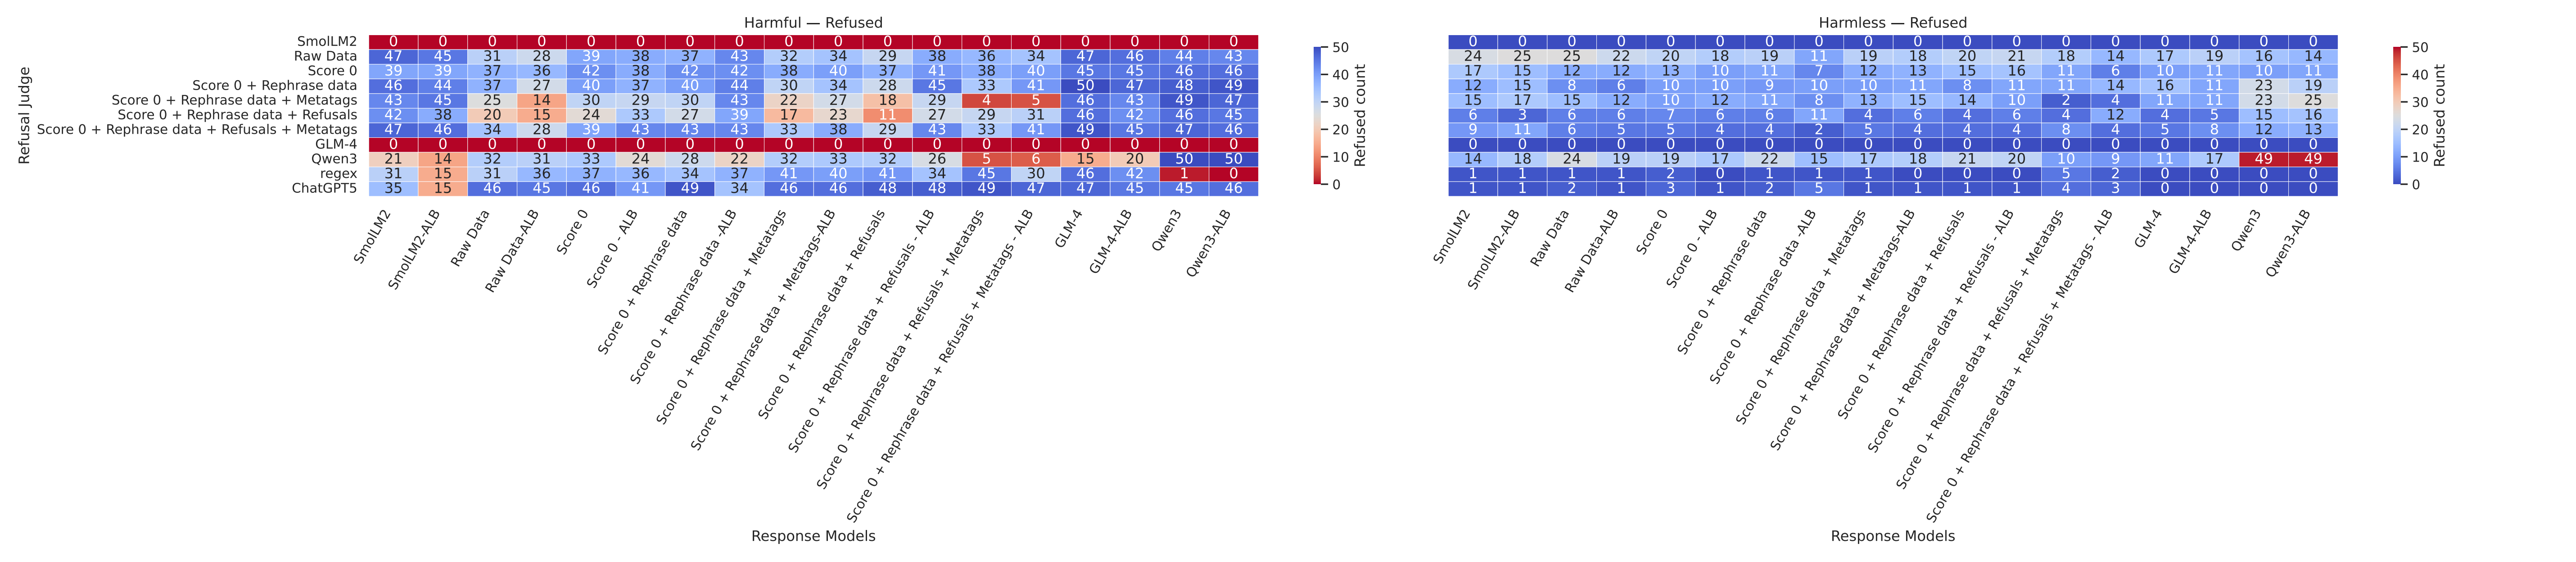 Harmful — Refused
Refusal Judge
SmolLM2 0 0 0 0 0 0 0 0 0 0 0 0 0 0 0 0 0 0
Raw Data 47 45 31 28 39 38 37 43 32 34 29 38 36 34 47 46 44 43
Score 0 39 39 37 36 42 38 42 42 38 40 37 41 38 40 45 45 46 46
Score 0 + Rephrase data 46 44 37 27 40 37 40 44 30 34 28 45 33 41 50 47 48 49
Score 0 + Rephrase data + Metatags 43 45 25 14 30 29 30 43 22 27 18 29 4 5 46 43 49 47
Score 0 + Rephrase data + Refusals 42 38 20 15 24 33 27 39 17 23 11 27 29 31 46 42 46 45
Score 0 + Rephrase data + Refusals + Metatags 47 46 34 28 39 43 43 43 33 38 29 43 33 41 49 45 47 46
GLM-4 0 0 0 0 0 0 0 0 0 0 0 0 0 0 0 0 0 0
Qwen3 21 14 32 31 33 24 28 22 32 33 32 26 5 6 15 20 50 50
regex 31 15 31 36 37 36 34 37 41 40 41 34 45 30 46 42 1 0
ChatGPT5 35 15 46 45 46 41 49 34 46 46 48 48 49 47 47 45 45 46
SmolLM2
SmolLM2-ALB
Raw Data
Raw Data-ALB
Score 0
Score 0 - ALB
Score 0 + Rephrase data
Score 0 + Rephrase data -ALB
Score 0 + Rephrase data + Metatags
Score 0 + Rephrase data + Metatags-ALB
Score 0 + Rephrase data + Refusals
Score 0 + Rephrase data + Refusals - ALB
Score 0 + Rephrase data + Refusals + Metatags
Score 0 + Rephrase data + Refusals + Metatags - ALB
GLM-4
GLM-4-ALB
Qwen3
Qwen3-ALB
Response Models
50
40
30
20
10
0
Refused count
Harmless — Refused
0 0 0 0 0 0 0 0 0 0 0 0 0 0 0 0 0 0
24 25 25 22 20 18 19 11 19 18 20 21 18 14 17 19 16 14
17 15 12 12 13 10 11 7 12 13 15 16 11 6 10 11 10 11
12 15 8 6 10 10 9 10 10 11 8 11 11 14 16 11 23 19
15 17 15 12 10 12 11 8 13 15 14 10 2 4 11 11 23 25
6 3 6 6 7 6 6 11 4 6 4 6 4 12 4 5 15 16
9 11 6 5 5 4 4 2 5 4 4 4 8 4 5 8 12 13
0 0 0 0 0 0 0 0 0 0 0 0 0 0 0 0 0 0
14 18 24 19 19 17 22 15 17 18 21 20 10 9 11 17 49 49
1 1 1 1 2 0 1 1 1 0 0 0 5 2 0 0 0 0
1 1 2 1 3 1 2 5 1 1 1 1 4 3 0 0 0 0
SmolLM2
SmolLM2-ALB
Raw Data
Raw Data-ALB
Score 0
Score 0 - ALB
Score 0 + Rephrase data
Score 0 + Rephrase data -ALB
Score 0 + Rephrase data + Metatags
Score 0 + Rephrase data + Metatags-ALB
Score 0 + Rephrase data + Refusals
Score 0 + Rephrase data + Refusals - ALB
Score 0 + Rephrase data + Refusals + Metatags
Score 0 + Rephrase data + Refusals + Metatags - ALB
GLM-4
GLM-4-ALB
Qwen3
Qwen3-ALB
Response Models
50
40
30
20
10
0
Refused count